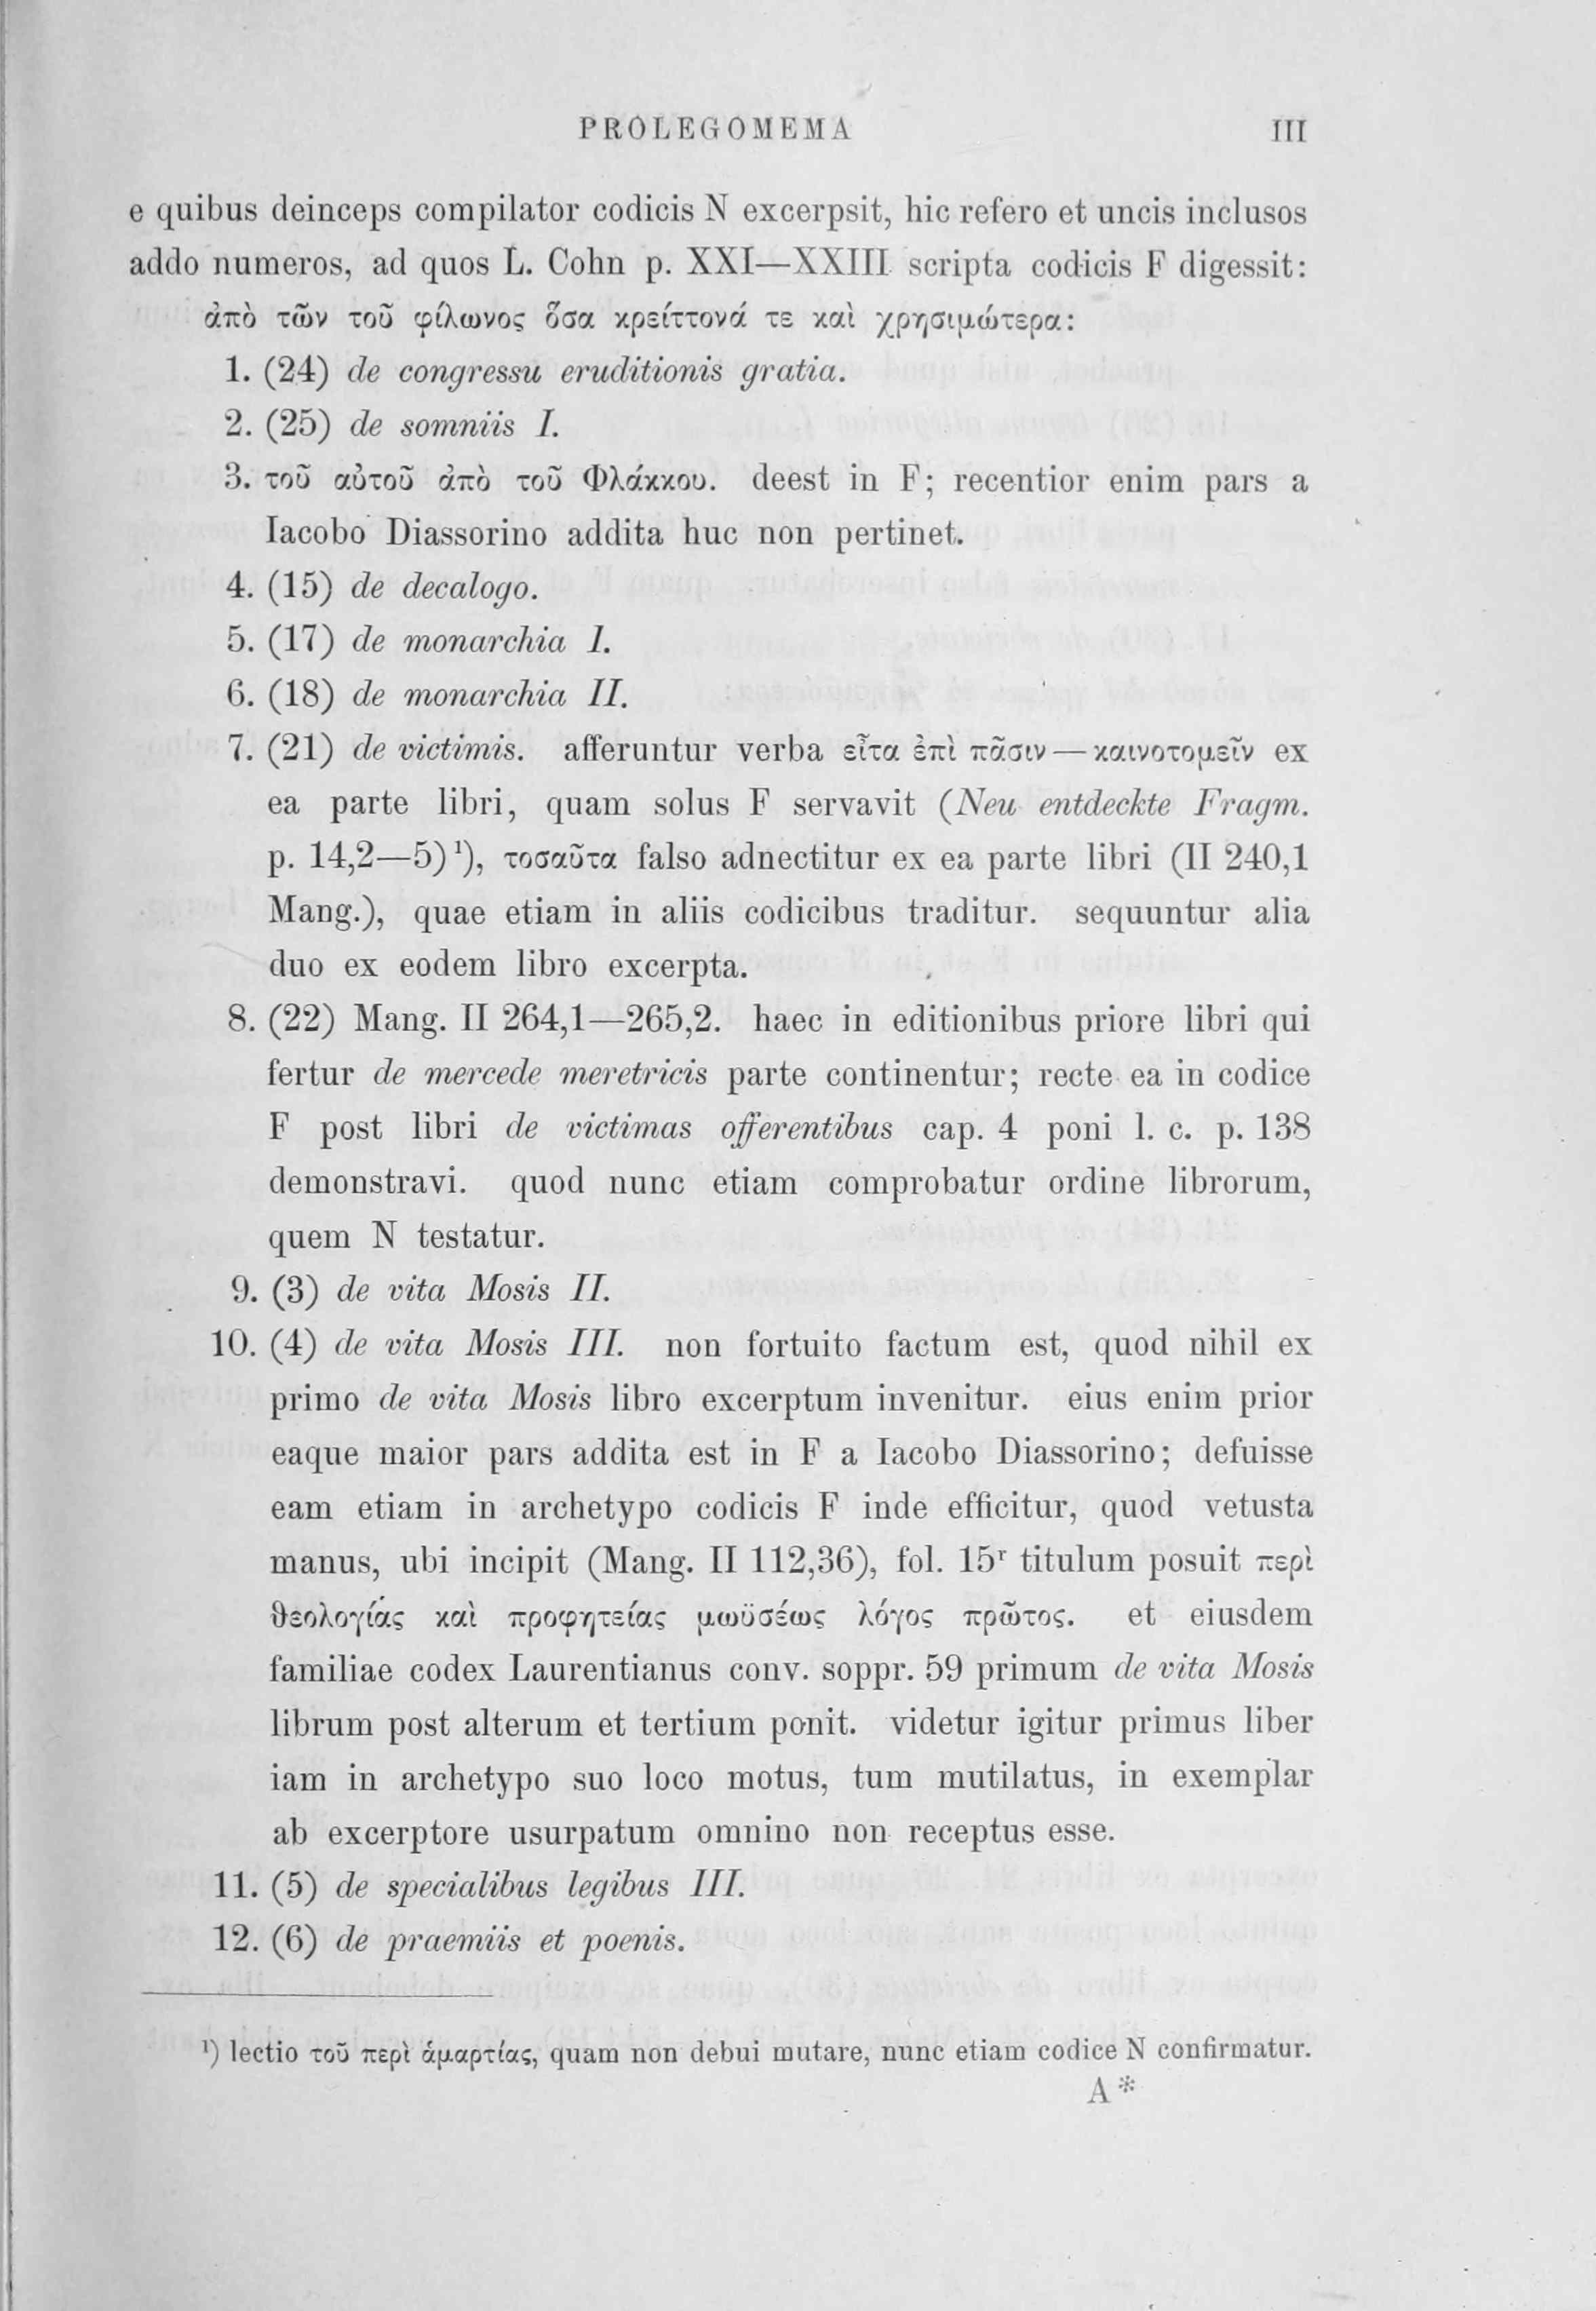 PROLEGOMEMA III
e quibus deinceps compilator codicis N excerpsit, hic refero et uncis inclusos
addo numeros, ad quos L. Cohn p. XXI—XXIII scripta codicis F digessit:
ἀπὸ τῶν τοῦ φίλωνος ὅσα κρείττονά τε καὶ χρησιμώτερα:
1. (24) de congressu eruditionis gratia.
2. (25) de somniis I.
3. τοῦ αὐτοῦ ἀπὸ τοῦ Φλάκκου. deest in F; recentior enim pars a
Iacobo Diassorino addita huc non pertinet.
4. (15) de decalogo.
5. (17) de monarchia I.
6. (18) de monarchia II.
7. (21) de victimis. afferuntur verba εἶτα ἐπὶ πᾶσιν — καινοτομεῖν ex
ea parte libri, quam solus F servavit (Neu entdeckte Fragm.
p. 14,2—5) ¹), τοσαῦτα falso adnectitur ex ea parte libri (II 240,1
Mang.), quae etiam in aliis codicibus traditur. sequuntur alia
duo ex eodem libro excerpta.
8. (22) Mang. II 264,1—265,2. haec in editionibus priore libri qui
fertur de mercede meretricis parte continentur; recte ea in codice
F post libri de victimas offerentibus cap. 4 poni l. c. p. 138
demonstravi. quod nunc etiam comprobatur ordine librorum,
quem N testatur.
9. (3) de vita Mosis II.
10. (4) de vita Mosis III. non fortuito factum est, quod nihil ex
primo de vita Mosis libro excerptum invenitur. eius enim prior
eaque maior pars addita est in F a Iacobo Diassorino; defuisse
eam etiam in archetypo codicis F inde efficitur, quod vetusta
manus, ubi incipit (Mang. II 112,36), fol. 15ʳ titulum posuit περὶ
θεολογίας καὶ προφητείας μωϋσέως λόγος πρῶτος. et eiusdem
familiae codex Laurentianus conv. soppr. 59 primum de vita Mosis
librum post alterum et tertium ponit. videtur igitur primus liber
iam in archetypo suo loco motus, tum mutilatus, in exemplar
ab excerptore usurpatum omnino non receptus esse.
11. (5) de specialibus legibus III.
12. (6) de praemiis et poenis.
¹) lectio τοῦ περὶ ἁμαρτίας, quam non debui mutare, nunc etiam codice N confirmatur.
A*